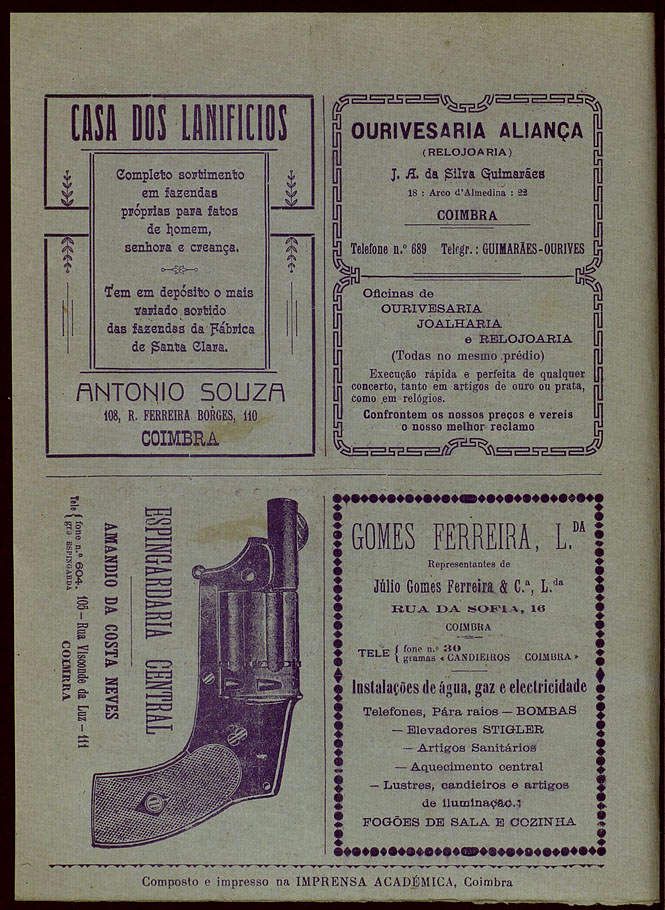 CASA DOS LANIFICIOS
Completo sortimento
em fazendas
próprias para fatos
de homem,
senhora e creança.
Tem em depósito o mais
variado sortido
das fazendas da Fábrica
de Santa Clara.
ANTONIO SOUZA
108, R. FERREIRA BORGES, 110
COIMBRA
OURIVESARIA ALIANÇA
(RELOJOARIA)
J. A. da Silva Guimarães
18 : Arco d'Almedina : 22
COIMBRA
Telefone n.º 689 Telegr.: GUIMARÃES-OURIVES
Oficinas de
OURIVESARIA
JOALHARIA
e RELOJOARIA
(Todas no mesmo prédio)
Execução rápida e perfeita de qualquer
concerto, tanto em artigos de ouro ou prata,
como em relógios.
Confrontem os nossos preços e vereis
o nosso melhor reclamo
ESPINGARDARIA CENTRAL
AMANDIO DA COSTA NEVES
Tele { fone n.º 604. 105 — Rua Visconde da Luz — 111
gra ESPINGARDA
COIMBRA
GOMES FERREIRA, L.DA
Representantes de
Júlio Gomes Ferreira & C.ª, L.da
RUA DA SOFIA, 16
COIMBRA
TELE { fone n.º 30
gramas «CANDIEIROS — COIMBRA»
Instalações de água, gaz e electricidade
Telefones, Pára raios — BOMBAS
— Elevadores STIGLER
— Artigos Sanitários
— Aquecimento central
— Lustres, candieiros e artigos
de iluminação.
FOGÕES DE SALA E COZINHA
Composto e impresso na IMPRENSA ACADÉMICA, Coimbra